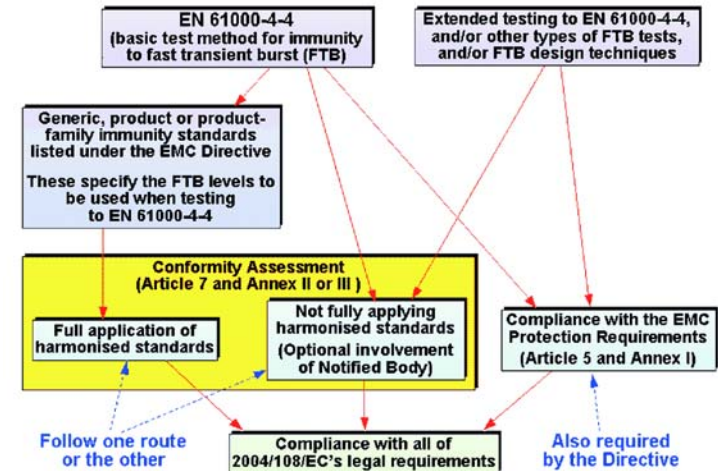 EN 61000-4-4
(basic test method for immunity
to fast transient burst (FTB)
Extended testing to EN 61000-4-4,
and/or other types of FTB tests,
and/or FTB design techniques
Generic, product or product-
family immunity standards
listed under the EMC Directive
These specify the FTB levels to
be used when testing
to EN 61000-4-4
Conformity Assessment
(Article 7 and Annex II or III )
Full application of
harmonised standards
Not fully applying
harmonised standards
(Optional involvement
of Notified Body)
Compliance with the EMC
Protection Requirements
(Article 5 and Annex I)
Follow one route
or the other
Compliance with all of
2004/108/EC's legal requirements
Also required
by the Directive